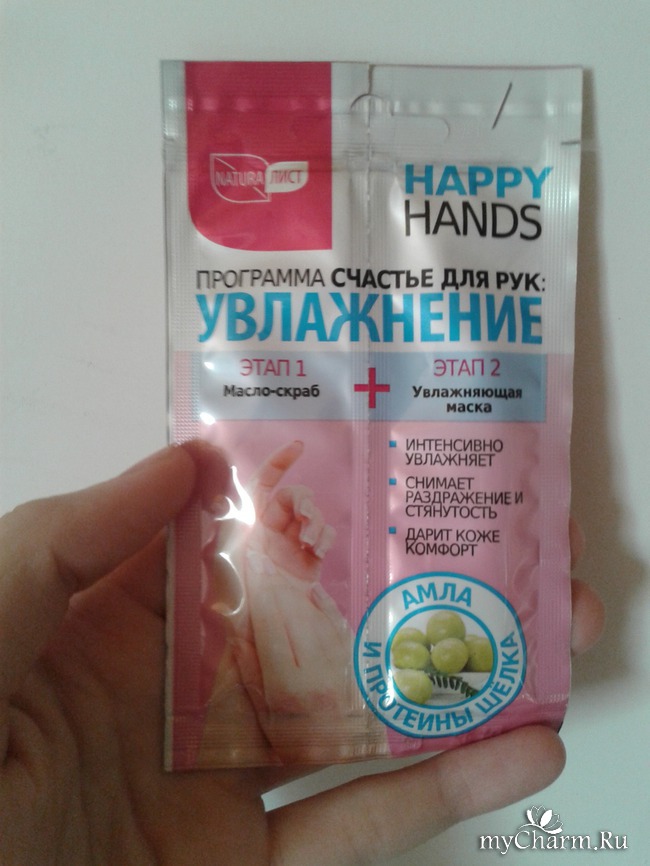 NATURA ЛИСТ
HAPPY
HANDS
ПРОГРАММА СЧАСТЬЕ ДЛЯ РУК:
УВЛАЖНЕНИЕ
ЭТАП 1
Масло-скраб
+
ЭТАП 2
Увлажняющая
маска
ИНТЕНСИВНО
УВЛАЖНЯЕТ
СНИМАЕТ
РАЗДРАЖЕНИЕ И
СТЯНУТОСТЬ
ДАРИТ КОЖЕ
КОМФОРТ
АМЛА
И ПРОТЕИНЫ ШЁЛКА
myCharm.Ru